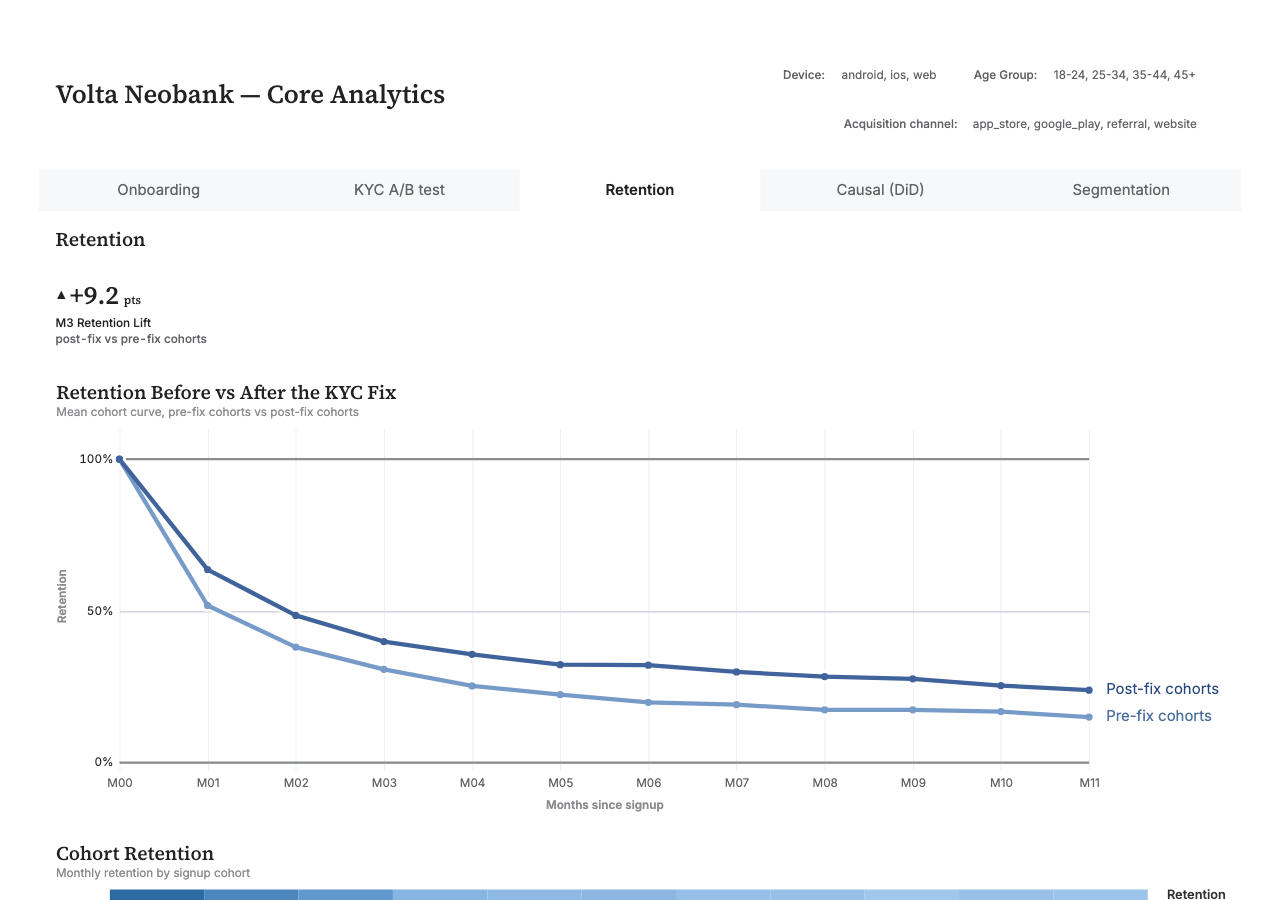 Volta Neobank — Core Analytics
Device: android, ios, web Age Group: 18-24, 25-34, 35-44, 45+
Acquisition channel: app_store, google_play, referral, website
Onboarding KYC A/B test Retention Causal (DiD) Segmentation
Retention
▲+9.2 pts
M3 Retention Lift
post-fix vs pre-fix cohorts
Retention Before vs After the KYC Fix
Mean cohort curve, pre-fix cohorts vs post-fix cohorts
100%
50%
0%
Retention
Post-fix cohorts
Pre-fix cohorts
M00 M01 M02 M03 M04 M05 M06 M07 M08 M09 M10 M11
Months since signup
Cohort Retention
Monthly retention by signup cohort
Retention